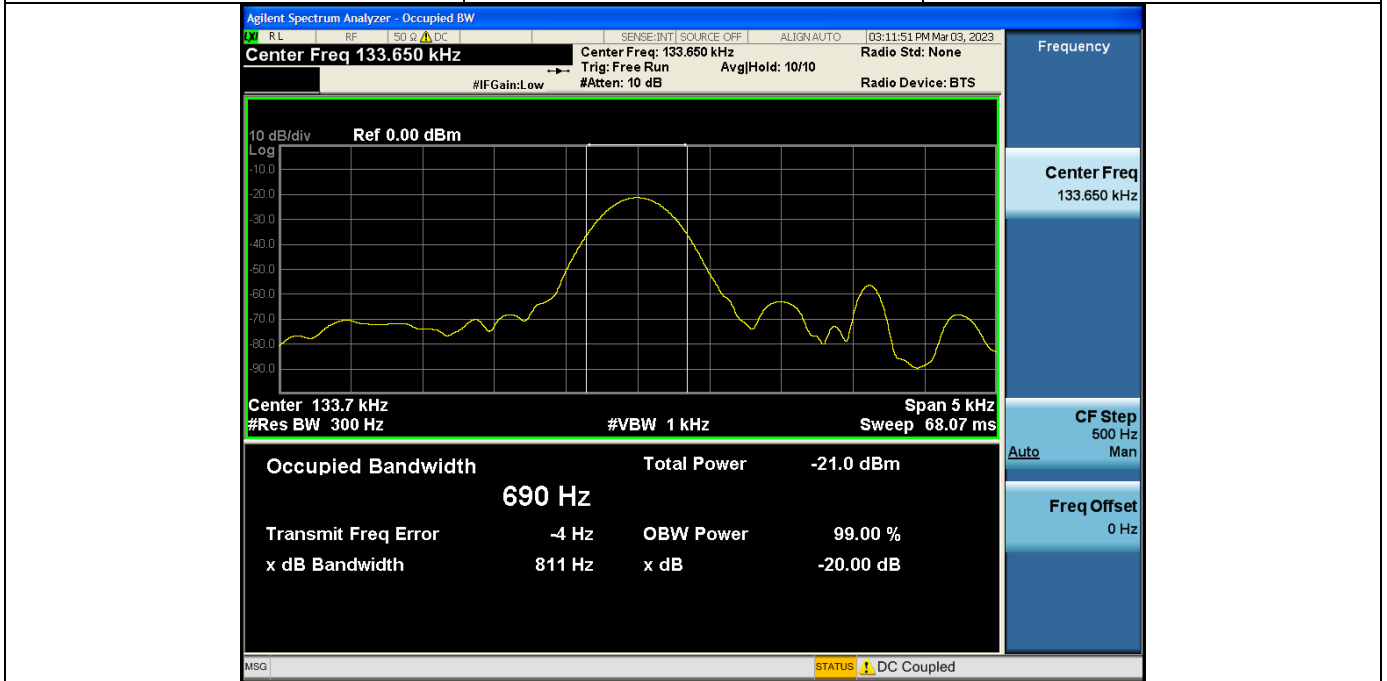 Agilent Spectrum Analyzer - Occupied BW
LXI RL RF 50 Ω DC SENSE:INT SOURCE OFF ALIGN AUTO 03:11:51 PM Mar 03, 2023
Center Freq 133.650 kHz
Center Freq: 133.650 kHz Radio Std: None
Trig: Free Run Avg|Hold: 10/10
#IFGain:Low #Atten: 10 dB Radio Device: BTS
10 dB/div Ref 0.00 dBm
Log
-10.0
-20.0
-30.0
-40.0
-50.0
-60.0
-70.0
-80.0
-90.0
Center 133.7 kHz Span 5 kHz
#Res BW 300 Hz #VBW 1 kHz Sweep 68.07 ms
Occupied Bandwidth Total Power -21.0 dBm
690 Hz
Transmit Freq Error -4 Hz OBW Power 99.00 %
x dB Bandwidth 811 Hz x dB -20.00 dB
MSG STATUS DC Coupled
Frequency
Center Freq
133.650 kHz
CF Step
500 Hz
Auto Man
Freq Offset
0 Hz